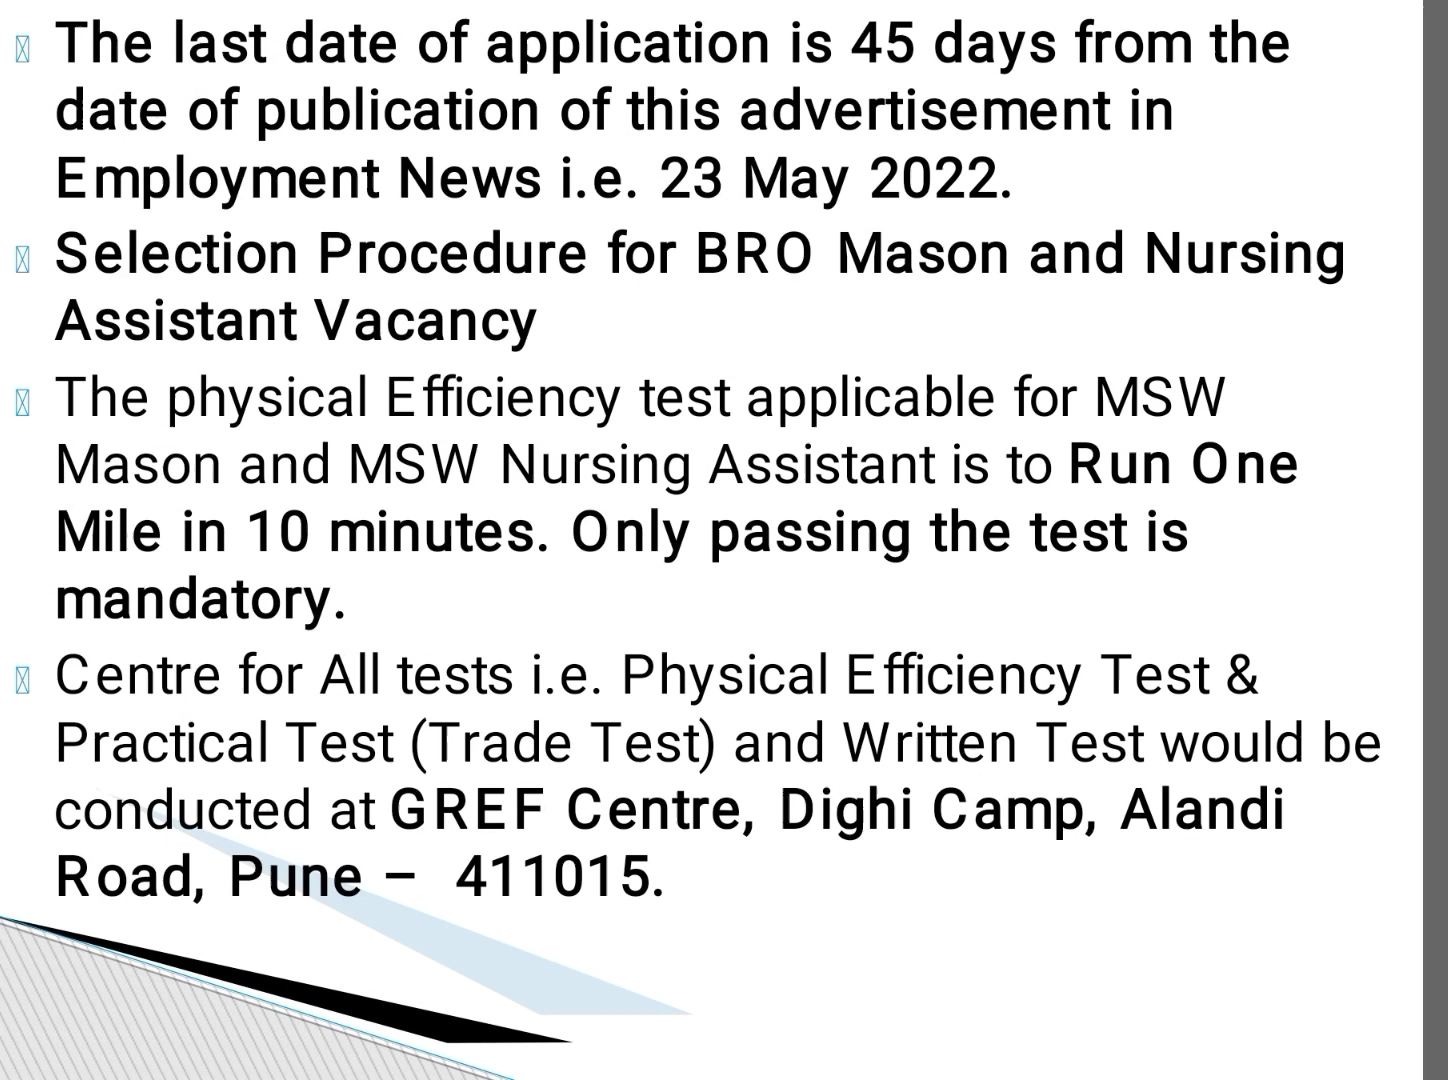 The last date of application is 45 days from the
date of publication of this advertisement in
Employment News i.e. 23 May 2022.
Selection Procedure for BRO Mason and Nursing
Assistant Vacancy
The physical Efficiency test applicable for MSW
Mason and MSW Nursing Assistant is to Run One
Mile in 10 minutes. Only passing the test is
mandatory.
Centre for All tests i.e. Physical Efficiency Test &
Practical Test (Trade Test) and Written Test would be
conducted at GREF Centre, Dighi Camp, Alandi
Road, Pune – 411015.